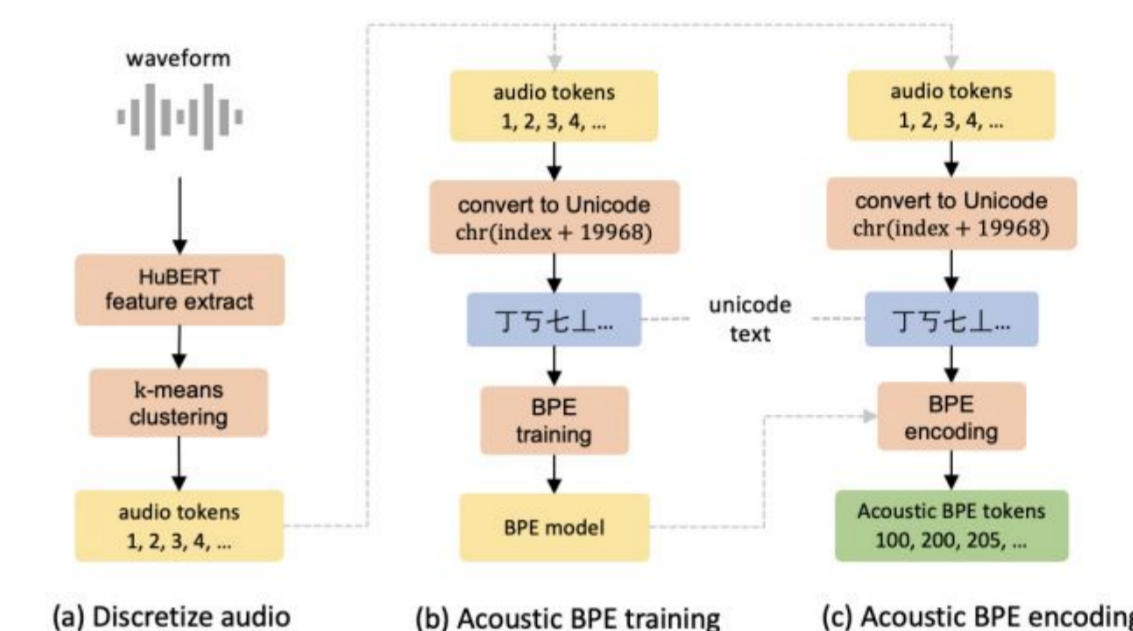 waveform
HuBERT
feature extract
k-means
clustering
audio tokens
1, 2, 3, 4, ...
(a) Discretize audio
audio tokens
1, 2, 3, 4, ...
convert to Unicode
chr(index + 19968)
丁丂七丄...
BPE
training
BPE model
(b) Acoustic BPE training
unicode
text
audio tokens
1, 2, 3, 4, ...
convert to Unicode
chr(index + 19968)
丁丂七丄...
BPE
encoding
Acoustic BPE tokens
100, 200, 205, ...
(c) Acoustic BPE encoding